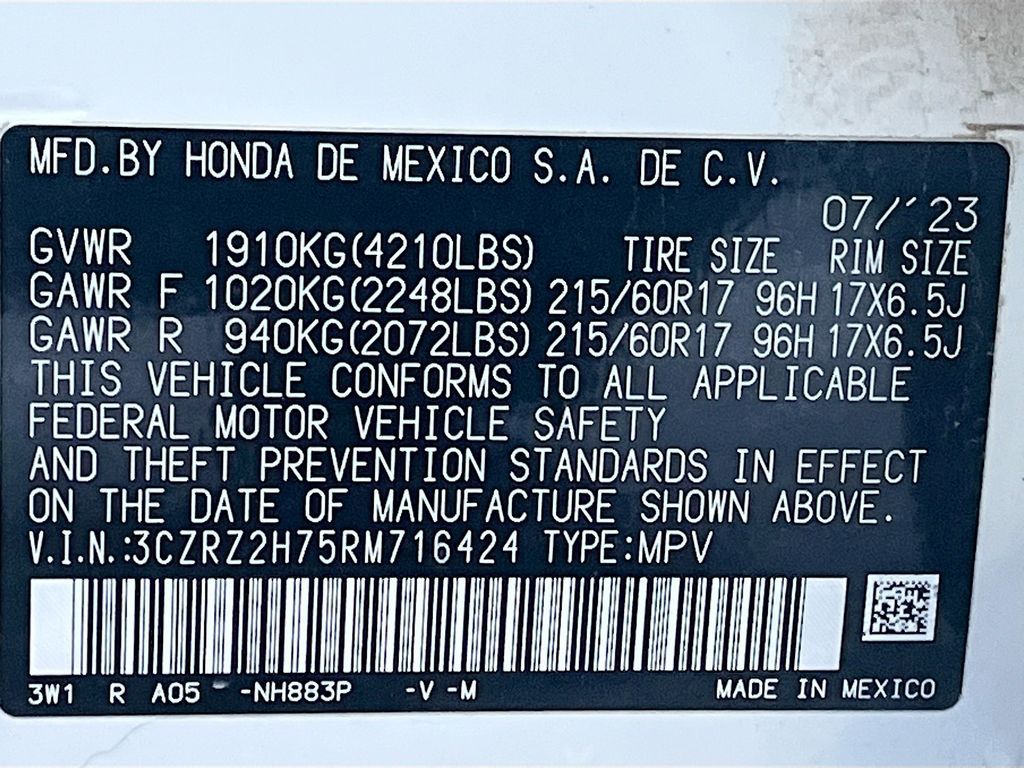 MFD.BY HONDA DE MEXICO S.A. DE C.V.
07/´23
GVWR 1910KG(4210LBS) TIRE SIZE RIM SIZE
GAWR F 1020KG(2248LBS) 215/60R17 96H 17X6.5J
GAWR R 940KG(2072LBS) 215/60R17 96H 17X6.5J
THIS VEHICLE CONFORMS TO ALL APPLICABLE
FEDERAL MOTOR VEHICLE SAFETY
AND THEFT PREVENTION STANDARDS IN EFFECT
ON THE DATE OF MANUFACTURE SHOWN ABOVE.
V.I.N.:3CZRZ2H75RM716424 TYPE:MPV
3W1 R A05 -NH883P -V -M MADE IN MEXICO